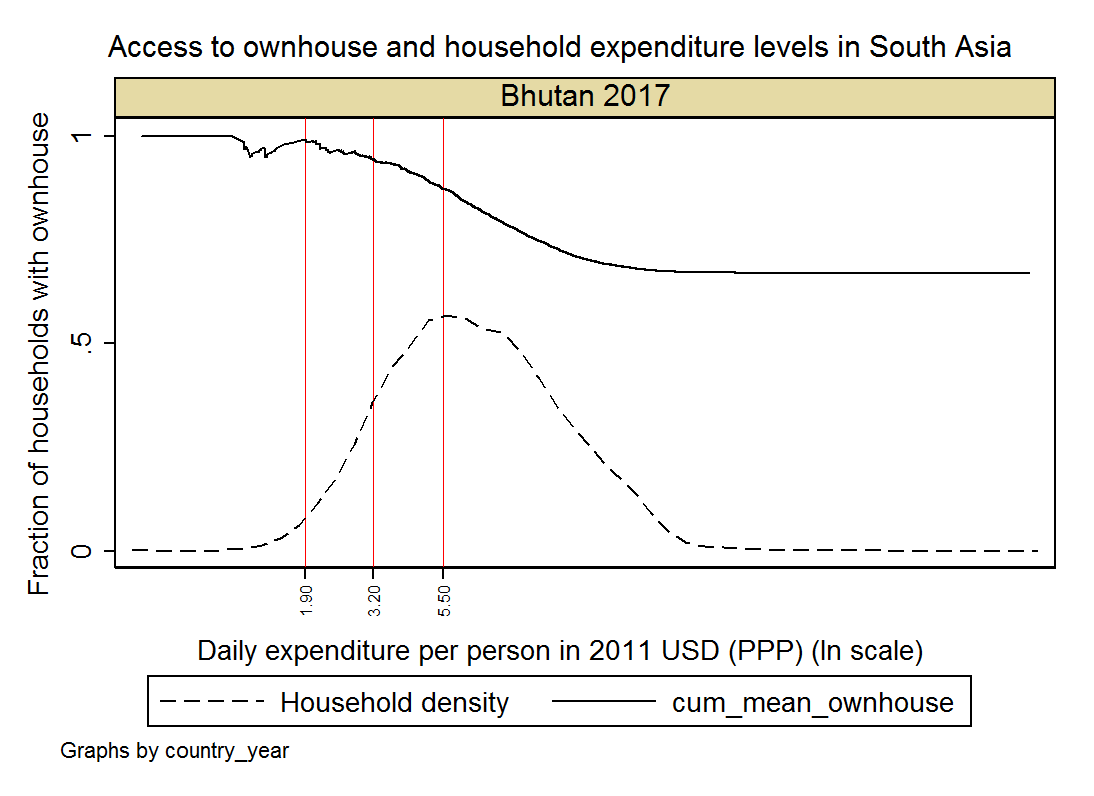 Access to ownhouse and household expenditure levels in South Asia
Bhutan 2017
Fraction of households with ownhouse
1
.5
0
1.90
3.20
5.50
Daily expenditure per person in 2011 USD (PPP) (ln scale)
Household density
cum_mean_ownhouse
Graphs by country_year